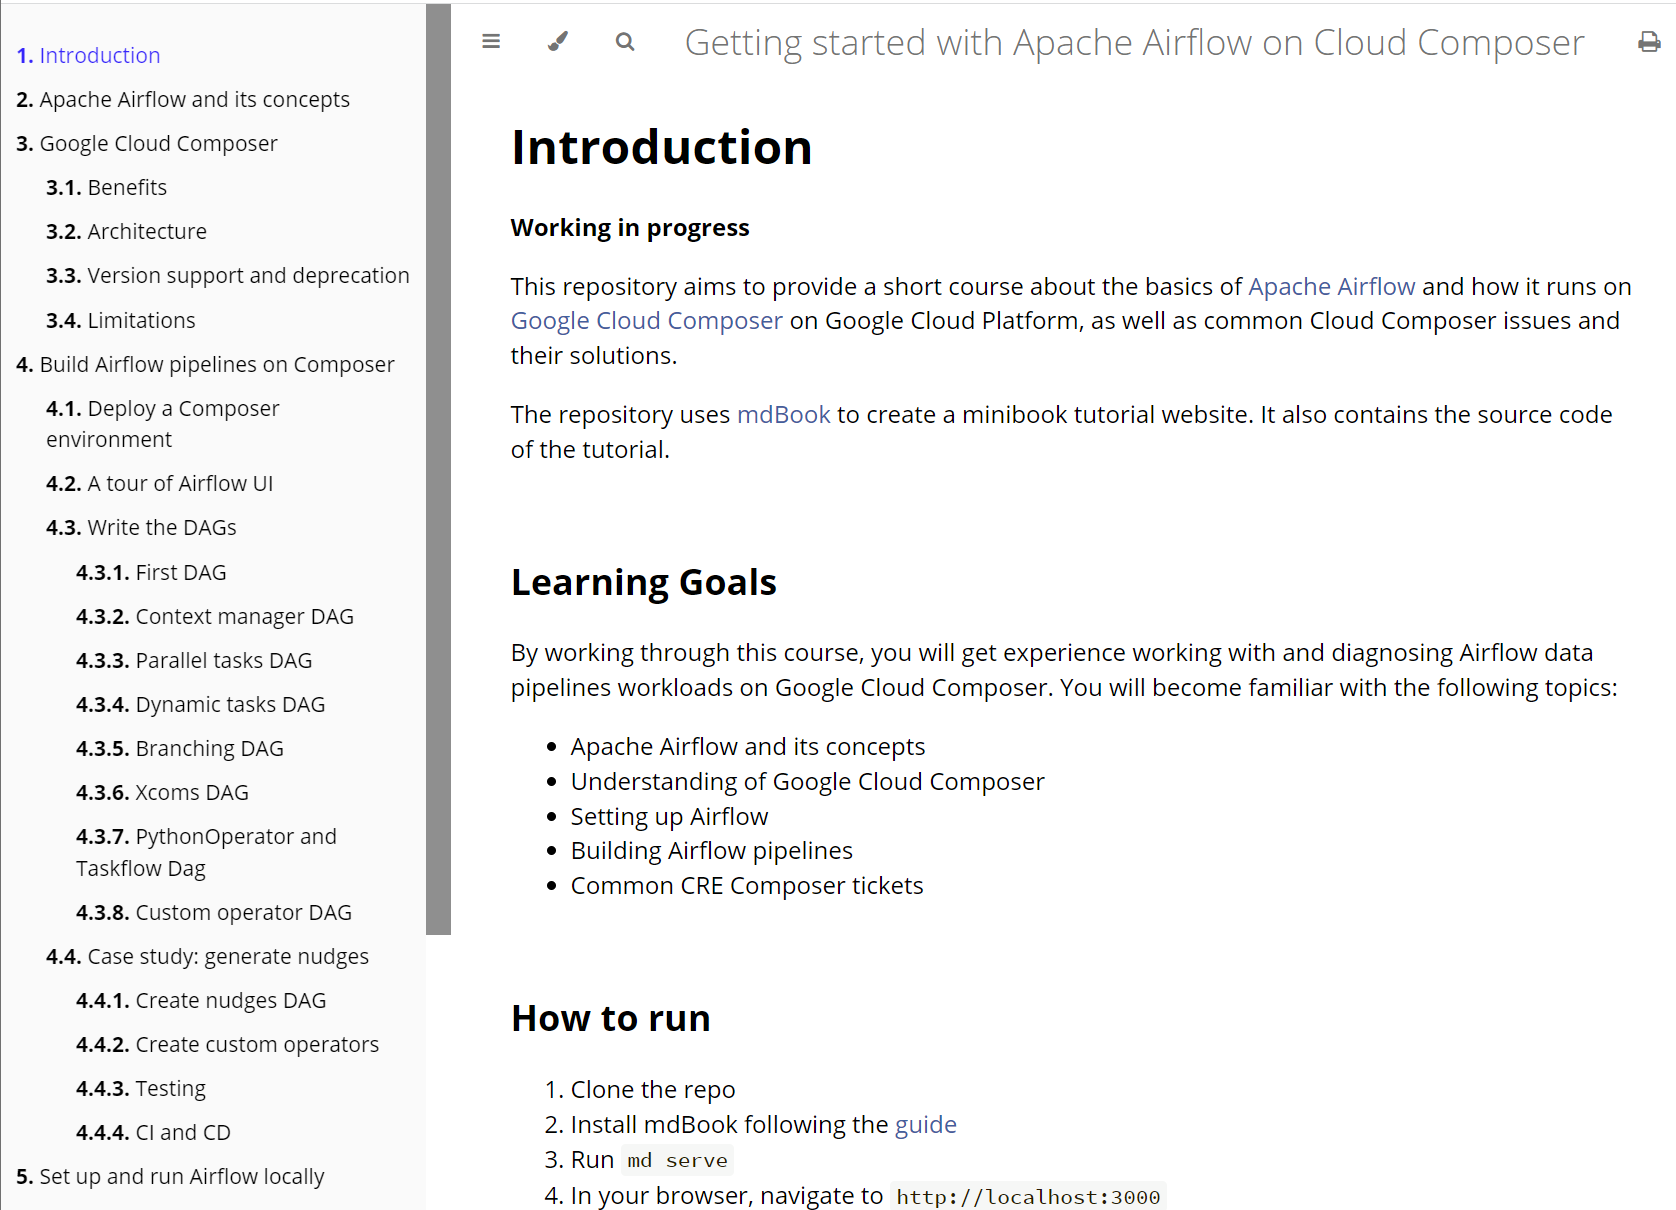 1. Introduction
2. Apache Airflow and its concepts
3. Google Cloud Composer
3.1. Benefits
3.2. Architecture
3.3. Version support and deprecation
3.4. Limitations
4. Build Airflow pipelines on Composer
4.1. Deploy a Composer
environment
4.2. A tour of Airflow UI
4.3. Write the DAGs
4.3.1. First DAG
4.3.2. Context manager DAG
4.3.3. Parallel tasks DAG
4.3.4. Dynamic tasks DAG
4.3.5. Branching DAG
4.3.6. Xcoms DAG
4.3.7. PythonOperator and
Taskflow Dag
4.3.8. Custom operator DAG
4.4. Case study: generate nudges
4.4.1. Create nudges DAG
4.4.2. Create custom operators
4.4.3. Testing
4.4.4. CI and CD
5. Set up and run Airflow locally
Getting started with Apache Airflow on Cloud Composer
Introduction
Working in progress
This repository aims to provide a short course about the basics of Apache Airflow and how it runs on
Google Cloud Composer on Google Cloud Platform, as well as common Cloud Composer issues and
their solutions.
The repository uses mdBook to create a minibook tutorial website. It also contains the source code
of the tutorial.
Learning Goals
By working through this course, you will get experience working with and diagnosing Airflow data
pipelines workloads on Google Cloud Composer. You will become familiar with the following topics:
• Apache Airflow and its concepts
• Understanding of Google Cloud Composer
• Setting up Airflow
• Building Airflow pipelines
• Common CRE Composer tickets
How to run
1. Clone the repo
2. Install mdBook following the guide
3. Run md serve
4. In your browser, navigate to http://localhost:3000